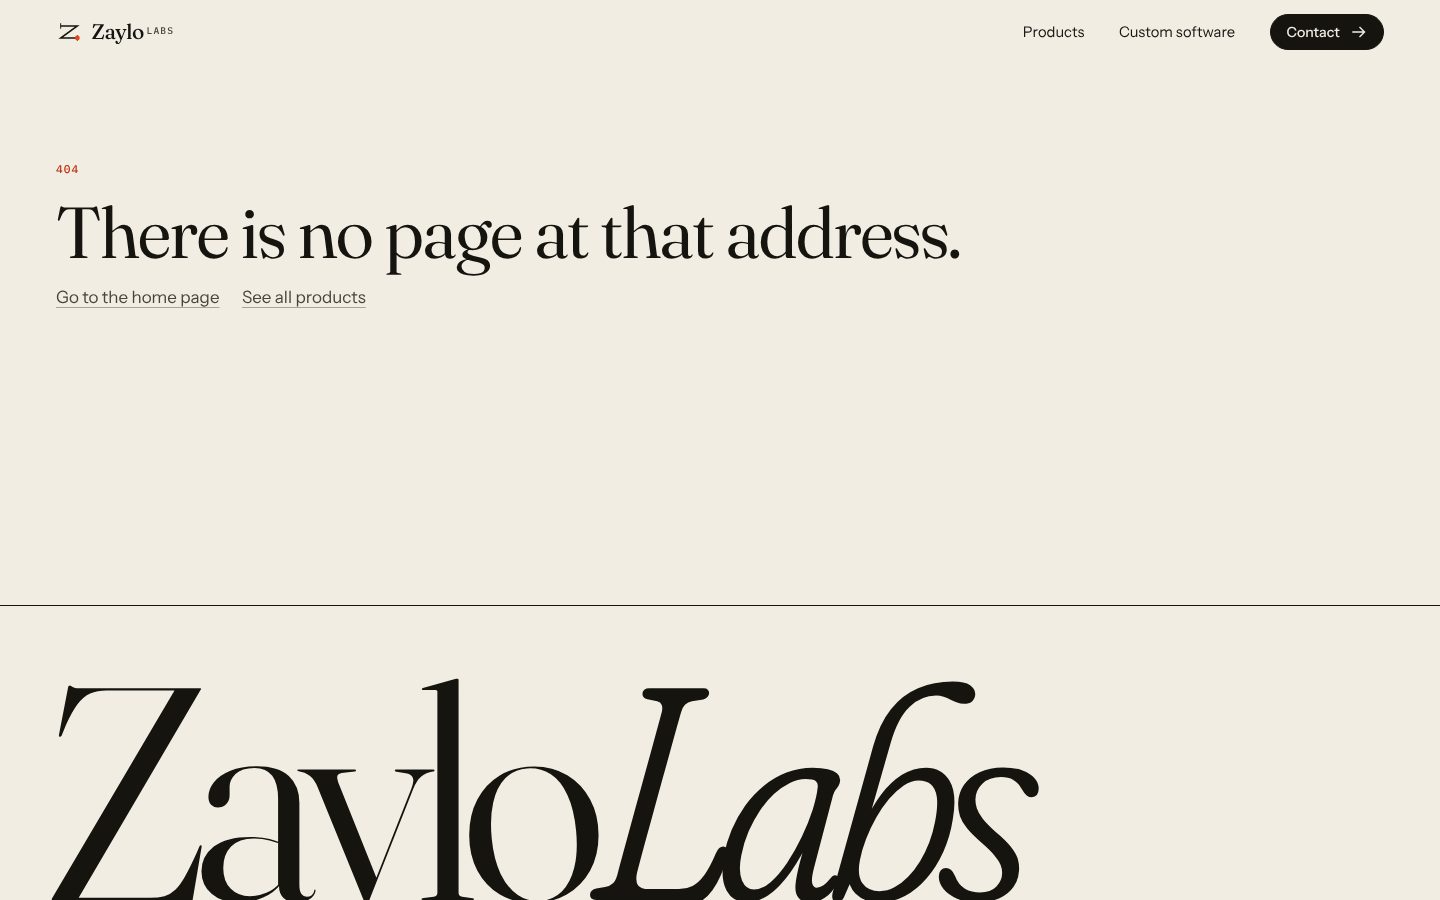 Zaylo LABS
Products
Custom software
Contact
404
There is no page at that address.
Go to the home page
See all products
ZayloLabs